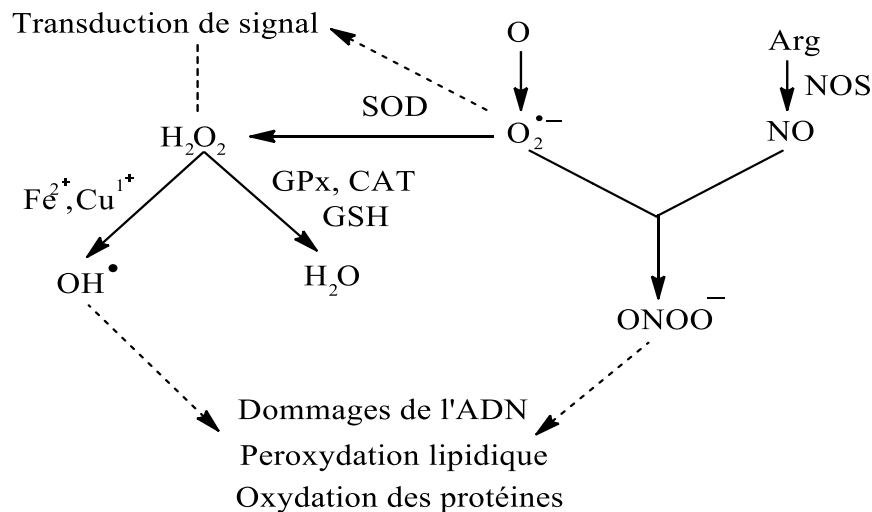 Transduction de signal
O
Arg
NOS
SOD
H₂O₂
O₂•−
NO
Fe²⁺,Cu¹⁺
GPx, CAT
GSH
OH•
H₂O
ONOO−
Dommages de l'ADN
Peroxydation lipidique
Oxydation des protéines